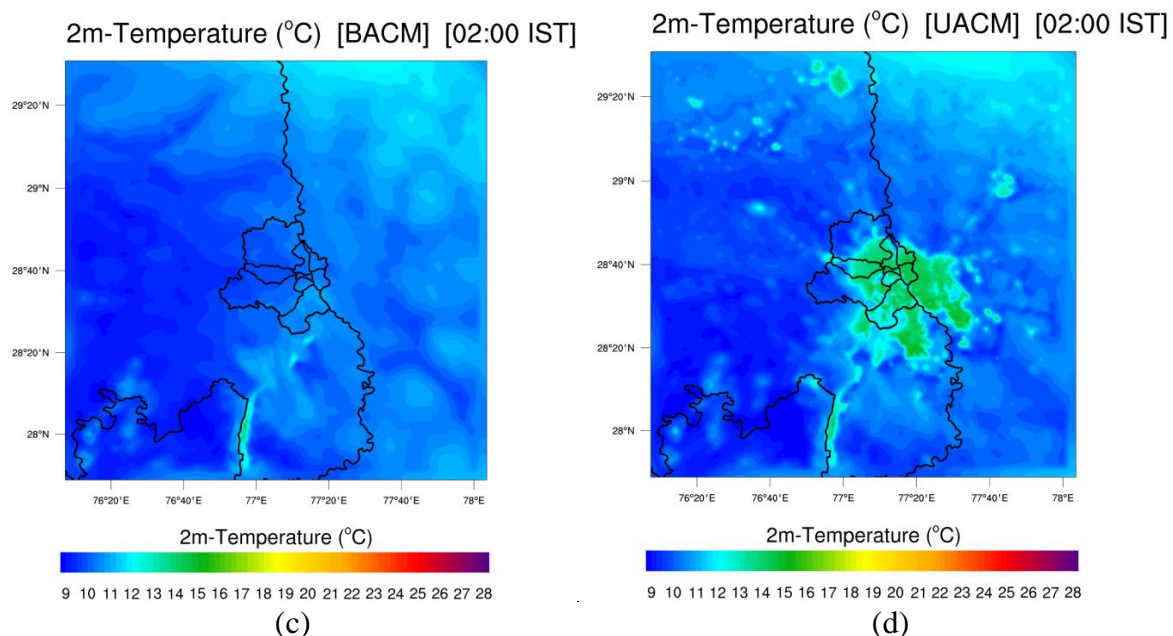 2m-Temperature (°C) [BACM] [02:00 IST]
29°20'N
29°N
28°40'N
28°20'N
28°N
76°20'E 76°40'E 77°E 77°20'E 77°40'E 78°E
2m-Temperature (°C)
9 10 11 12 13 14 15 16 17 18 19 20 21 22 23 24 25 26 27 28
(c)
2m-Temperature (°C) [UACM] [02:00 IST]
29°20'N
29°N
28°40'N
28°20'N
28°N
76°20'E 76°40'E 77°E 77°20'E 77°40'E 78°E
2m-Temperature (°C)
9 10 11 12 13 14 15 16 17 18 19 20 21 22 23 24 25 26 27 28
(d)